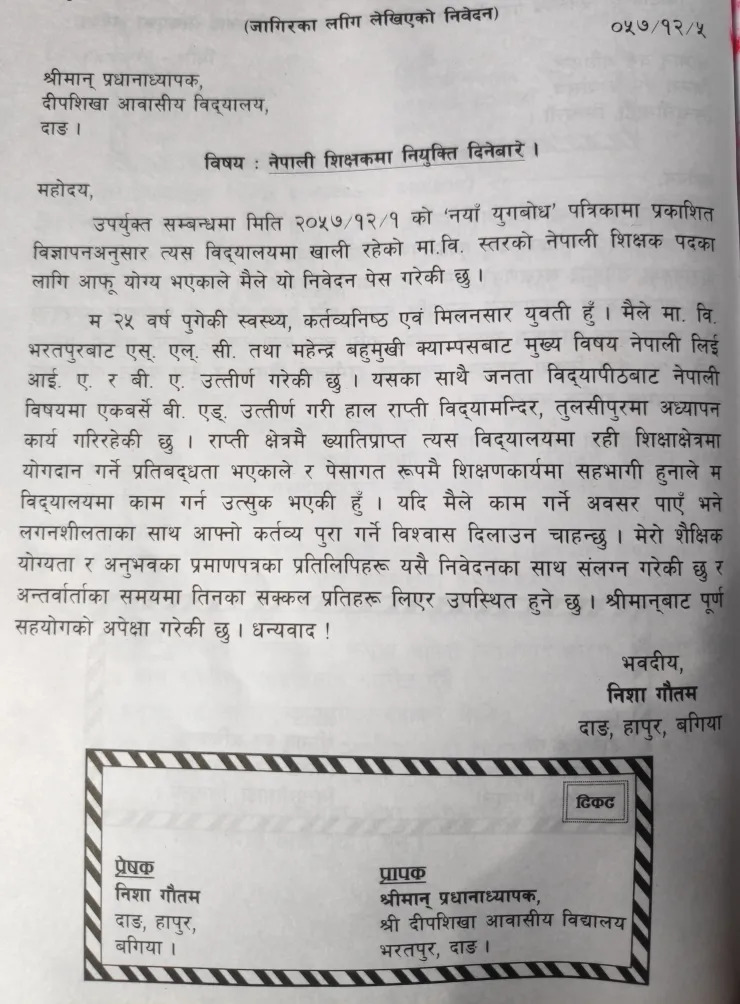 (जागिरका लागि लेखिएको निवेदन)
०५७/१२/५
श्रीमान् प्रधानाध्यापक,
दीपशिखा आवासीय विद्यालय,
दाङ ।
विषय : नेपाली शिक्षकमा नियुक्ति दिनेबारे ।
महोदय,
उपर्युक्त सम्बन्धमा मिति २०५७/१२/१ को ‘नयाँ युगबोध’ पत्रिकामा प्रकाशित
विज्ञापनअनुसार त्यस विद्यालयमा खाली रहेको मा.वि. स्तरको नेपाली शिक्षक पदका
लागि आफू योग्य भएकाले मैले यो निवेदन पेस गरेकी छु ।
म २५ वर्ष पुगेकी स्वस्थ्य, कर्तव्यनिष्ठ एवं मिलनसार युवती हुँ । मैले मा. वि.
भरतपुरबाट एस्. एल्. सी. तथा महेन्द्र बहुमुखी क्याम्पसबाट मुख्य विषय नेपाली लिई
आई. ए. र बी. ए. उत्तीर्ण गरेकी छु । यसका साथै जनता विद्यापीठबाट नेपाली
विषयमा एकबर्से बी. एड्. उत्तीर्ण गरी हाल राप्ती विद्यामन्दिर, तुलसीपुरमा अध्यापन
कार्य गरिरहेकी छु । राप्ती क्षेत्रमै ख्यातिप्राप्त त्यस विद्यालयमा रही शिक्षाक्षेत्रमा
योगदान गर्ने प्रतिबद्धता भएकाले र पेसागत रूपमै शिक्षणकार्यमा सहभागी हुनाले म
विद्यालयमा काम गर्न उत्सुक भएकी हुँ । यदि मैले काम गर्ने अवसर पाएँ भने
लगनशीलताका साथ आफ्नो कर्तव्य पुरा गर्ने विश्वास दिलाउन चाहन्छु । मेरो शैक्षिक
योग्यता र अनुभवका प्रमाणपत्रका प्रतिलिपिहरू यसै निवेदनका साथ संलग्न गरेकी छु र
अन्तर्वार्ताका समयमा तिनका सक्कल प्रतिहरू लिएर उपस्थित हुने छु । श्रीमान्‌बाट पूर्ण
सहयोगको अपेक्षा गरेकी छु । धन्यवाद !
भवदीय,
निशा गौतम
दाङ, हापुर, बगिया
टिकट
प्रेषक
निशा गौतम
दाङ, हापुर,
बगिया ।
प्रापक
श्रीमान् प्रधानाध्यापक,
श्री दीपशिखा आवासीय विद्यालय
भरतपुर, दाङ ।